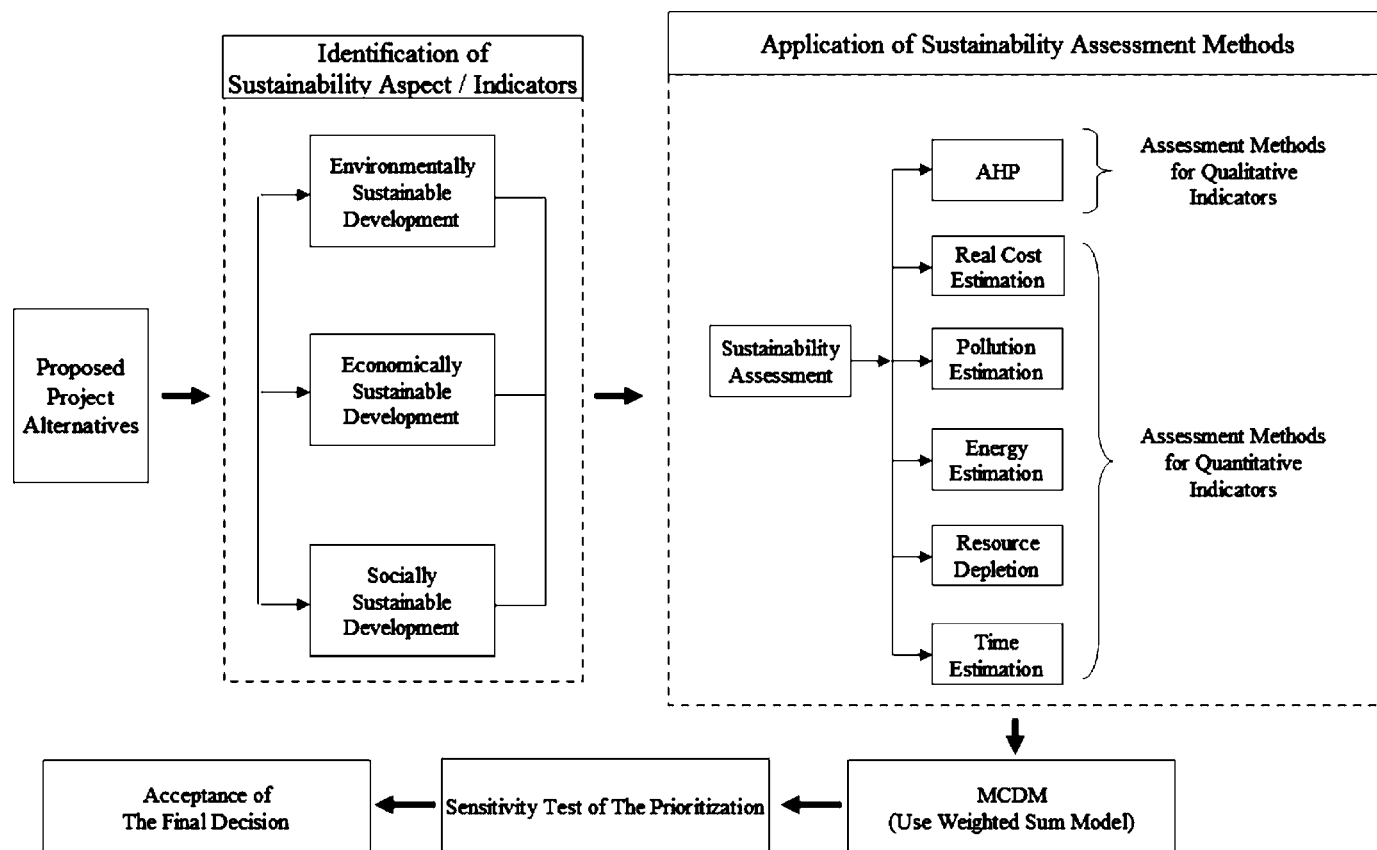 Identification of
Sustainability Aspect / Indicators
Application of Sustainability Assessment Methods
Proposed
Project
Alternatives
Environmentally
Sustainable
Development
Economically
Sustainable
Development
Socially
Sustainable
Development
Sustainability
Assessment
AHP
Real Cost
Estimation
Pollution
Estimation
Energy
Estimation
Resource
Depletion
Time
Estimation
Assessment Methods
for Qualitative
Indicators
Assessment Methods
for Quantitative
Indicators
MCDM
(Use Weighted Sum Model)
Sensitivity Test of The Prioritization
Acceptance of
The Final Decision